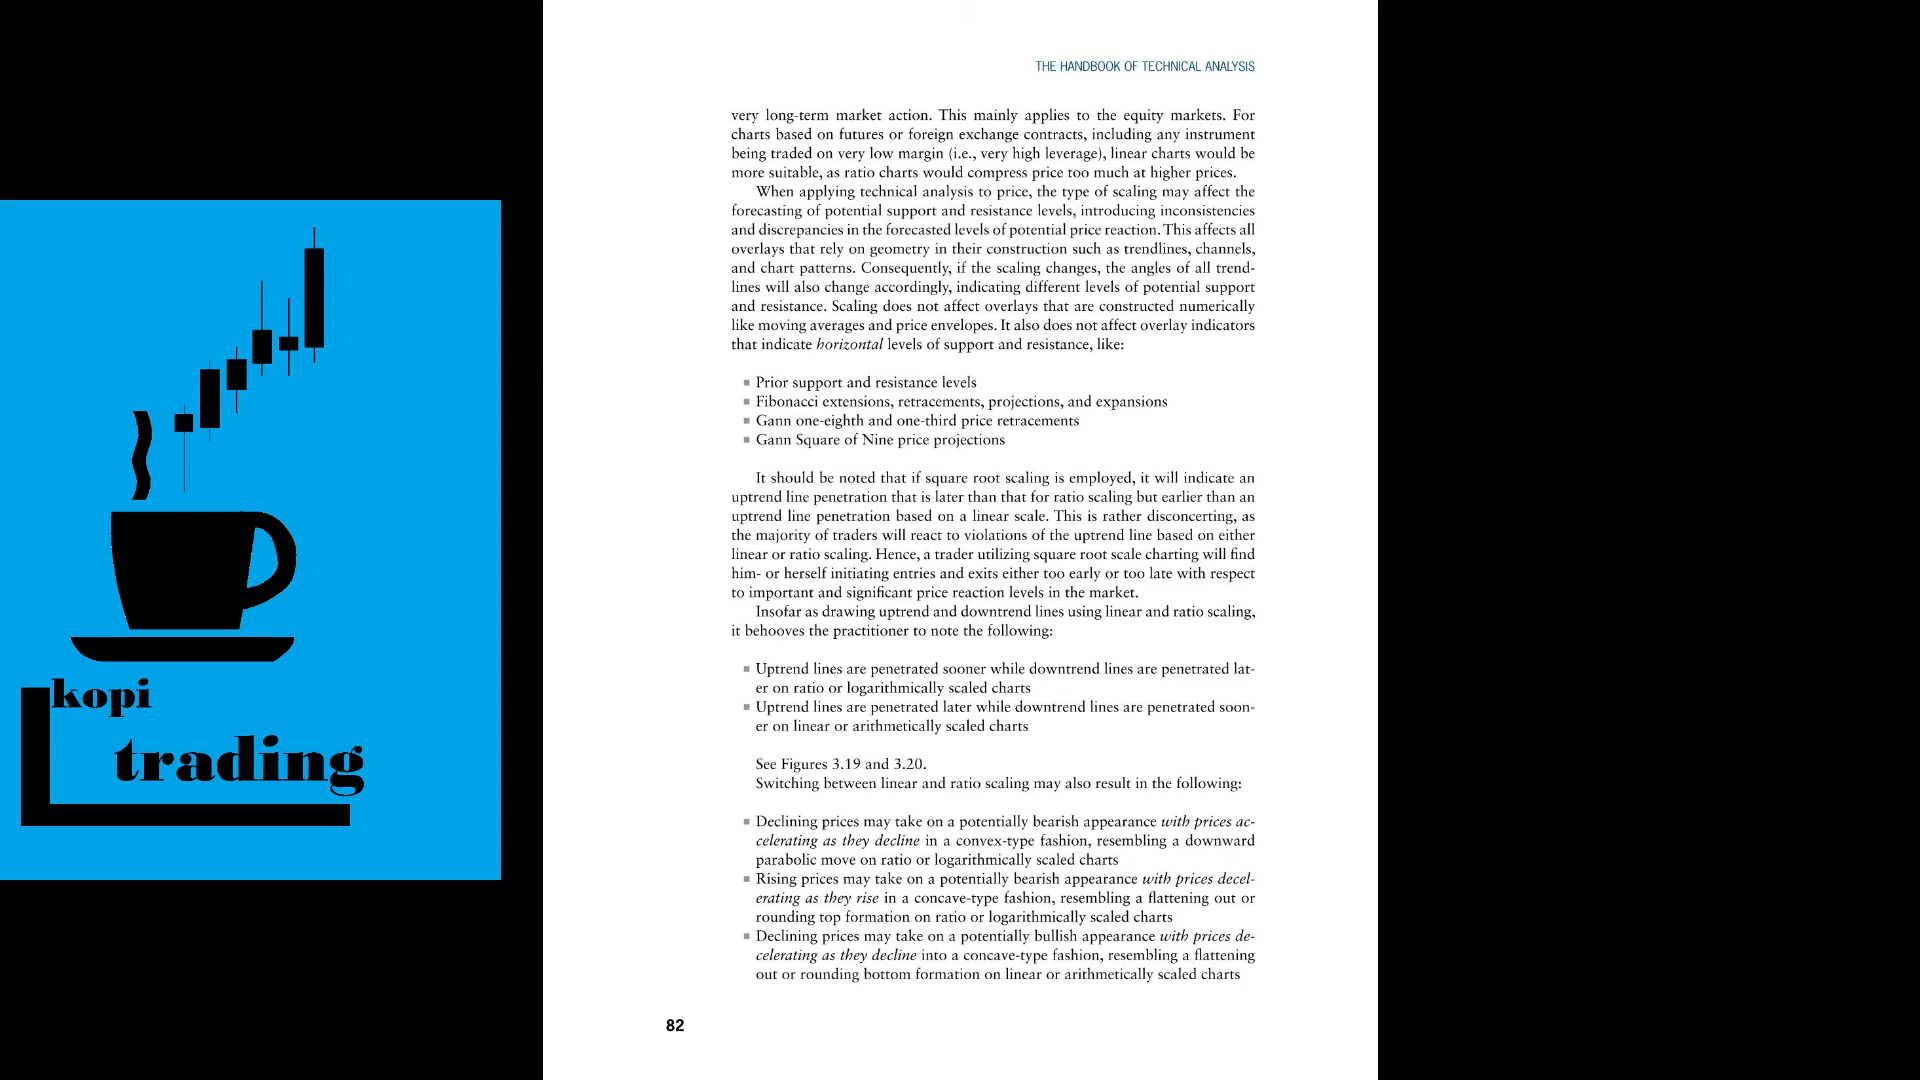 THE HANDBOOK OF TECHNICAL ANALYSIS
very long-term market action. This mainly applies to the equity markets. For
charts based on futures or foreign exchange contracts, including any instrument
being traded on very low margin (i.e., very high leverage), linear charts would be
more suitable, as ratio charts would compress price too much at higher prices.
When applying technical analysis to price, the type of scaling may affect the
forecasting of potential support and resistance levels, introducing inconsistencies
and discrepancies in the forecasted levels of potential price reaction. This affects all
overlays that rely on geometry in their construction such as trendlines, channels,
and chart patterns. Consequently, if the scaling changes, the angles of all trend-
lines will also change accordingly, indicating different levels of potential support
and resistance. Scaling does not affect overlays that are constructed numerically
like moving averages and price envelopes. It also does not affect overlay indicators
that indicate horizontal levels of support and resistance, like:
■ Prior support and resistance levels
■ Fibonacci extensions, retracements, projections, and expansions
■ Gann one-eighth and one-third price retracements
■ Gann Square of Nine price projections
It should be noted that if square root scaling is employed, it will indicate an
uptrend line penetration that is later than that for ratio scaling but earlier than an
uptrend line penetration based on a linear scale. This is rather disconcerting, as
the majority of traders will react to violations of the uptrend line based on either
linear or ratio scaling. Hence, a trader utilizing square root scale charting will find
him- or herself initiating entries and exits either too early or too late with respect
to important and significant price reaction levels in the market.
Insofar as drawing uptrend and downtrend lines using linear and ratio scaling,
it behooves the practitioner to note the following:
■ Uptrend lines are penetrated sooner while downtrend lines are penetrated lat-
er on ratio or logarithmically scaled charts
■ Uptrend lines are penetrated later while downtrend lines are penetrated soon-
er on linear or arithmetically scaled charts
See Figures 3.19 and 3.20.
Switching between linear and ratio scaling may also result in the following:
■ Declining prices may take on a potentially bearish appearance with prices ac-
celerating as they decline in a convex-type fashion, resembling a downward
parabolic move on ratio or logarithmically scaled charts
■ Rising prices may take on a potentially bearish appearance with prices decel-
erating as they rise in a concave-type fashion, resembling a flattening out or
rounding top formation on ratio or logarithmically scaled charts
■ Declining prices may take on a potentially bullish appearance with prices de-
celerating as they decline into a concave-type fashion, resembling a flattening
out or rounding bottom formation on linear or arithmetically scaled charts
82
kopi
trading